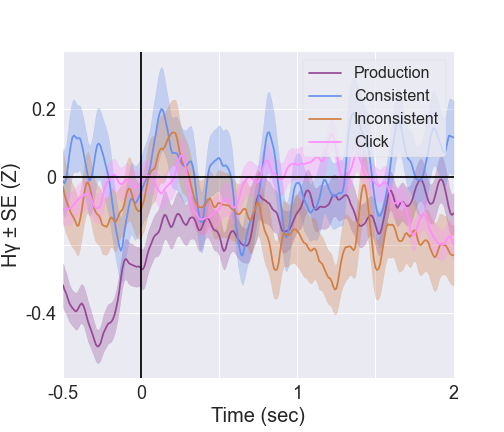 Production
Consistent
Inconsistent
Click
0.2
0
-0.4
Hγ ± SE (Z)
-0.5 0 1 2
Time (sec)